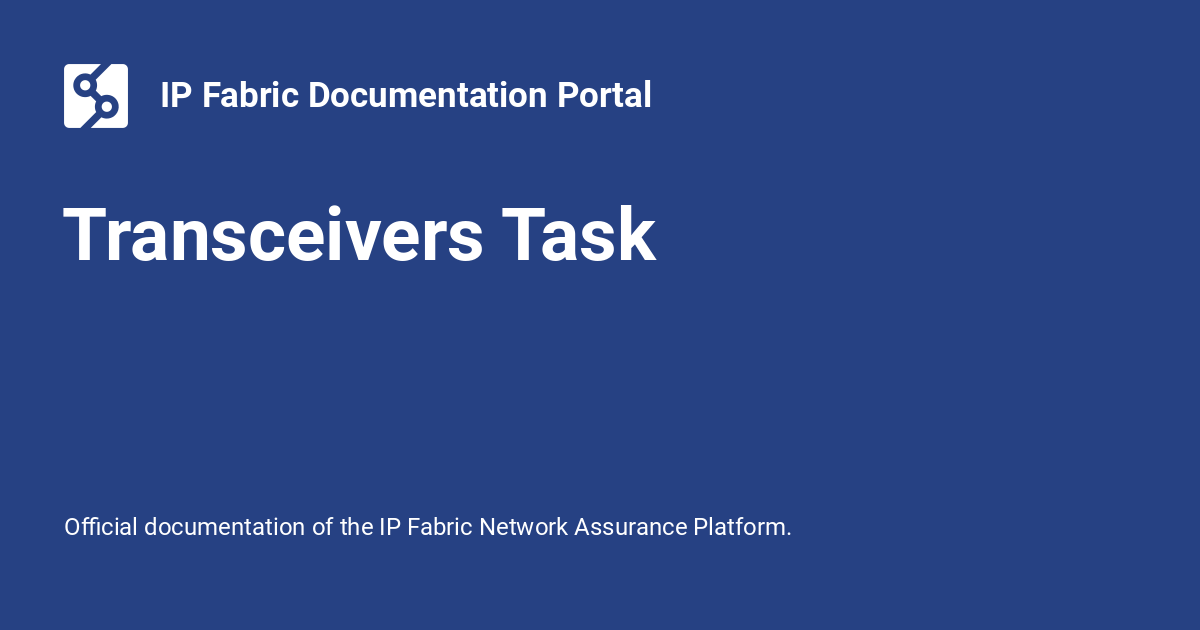 IP Fabric Documentation Portal
Transceivers Task
Official documentation of the IP Fabric Network Assurance Platform.